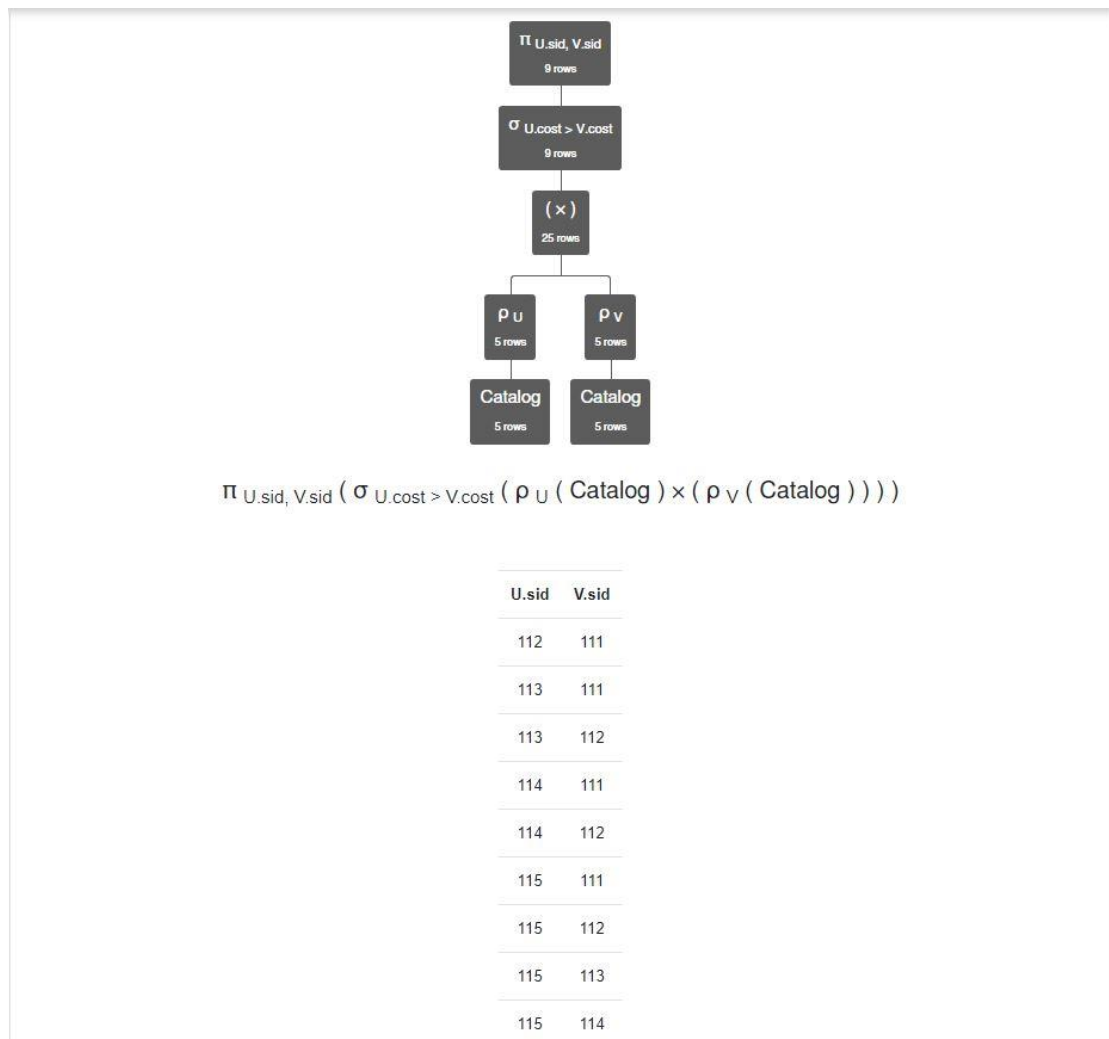 π U.sid, V.sid
9 rows
σ U.cost > V.cost
9 rows
(×)
25 rows
ρ U
5 rows
ρ V
5 rows
Catalog
5 rows
Catalog
5 rows
π U.sid, V.sid ( σ U.cost > V.cost ( ρ U ( Catalog ) × ( ρ V ( Catalog ) ) ) )
U.sid V.sid
112 111
113 111
113 112
114 111
114 112
115 111
115 112
115 113
115 114